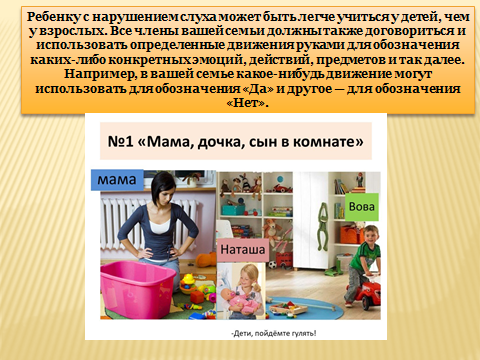 Ребенку с нарушением слуха может быть легче учиться у детей, чем
у взрослых. Все члены вашей семьи должны также договориться и
использовать определенные движения руками для обозначения
каких-либо конкретных эмоций, действий, предметов и так далее.
Например, в вашей семье какое-нибудь движение могут
использовать для обозначения «Да» и другое — для обозначения
«Нет».
№1 «Мама, дочка, сын в комнате»
мама
Вова
Наташа
-Дети, пойдёмте гулять!